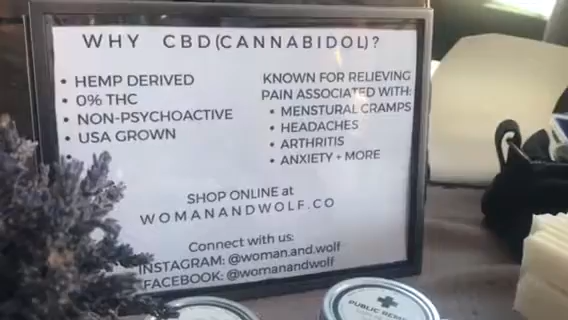 WHY CBD(CANNABIDOL)?
• HEMP DERIVED
• 0% THC
• NON-PSYCHOACTIVE
• USA GROWN
•
KNOWN FOR RELIEVING
PAIN ASSOCIATED WITH:
• MENSTURAL CRAMPS
• HEADACHES
• ARTHRITIS
• ANXIETY + MORE
SHOP ONLINE at
WOMANANDWOLF.CO
Connect with us:
INSTAGRAM: @woman.and.wolf
FACEBOOK: @womanandwolf
PUBLIC